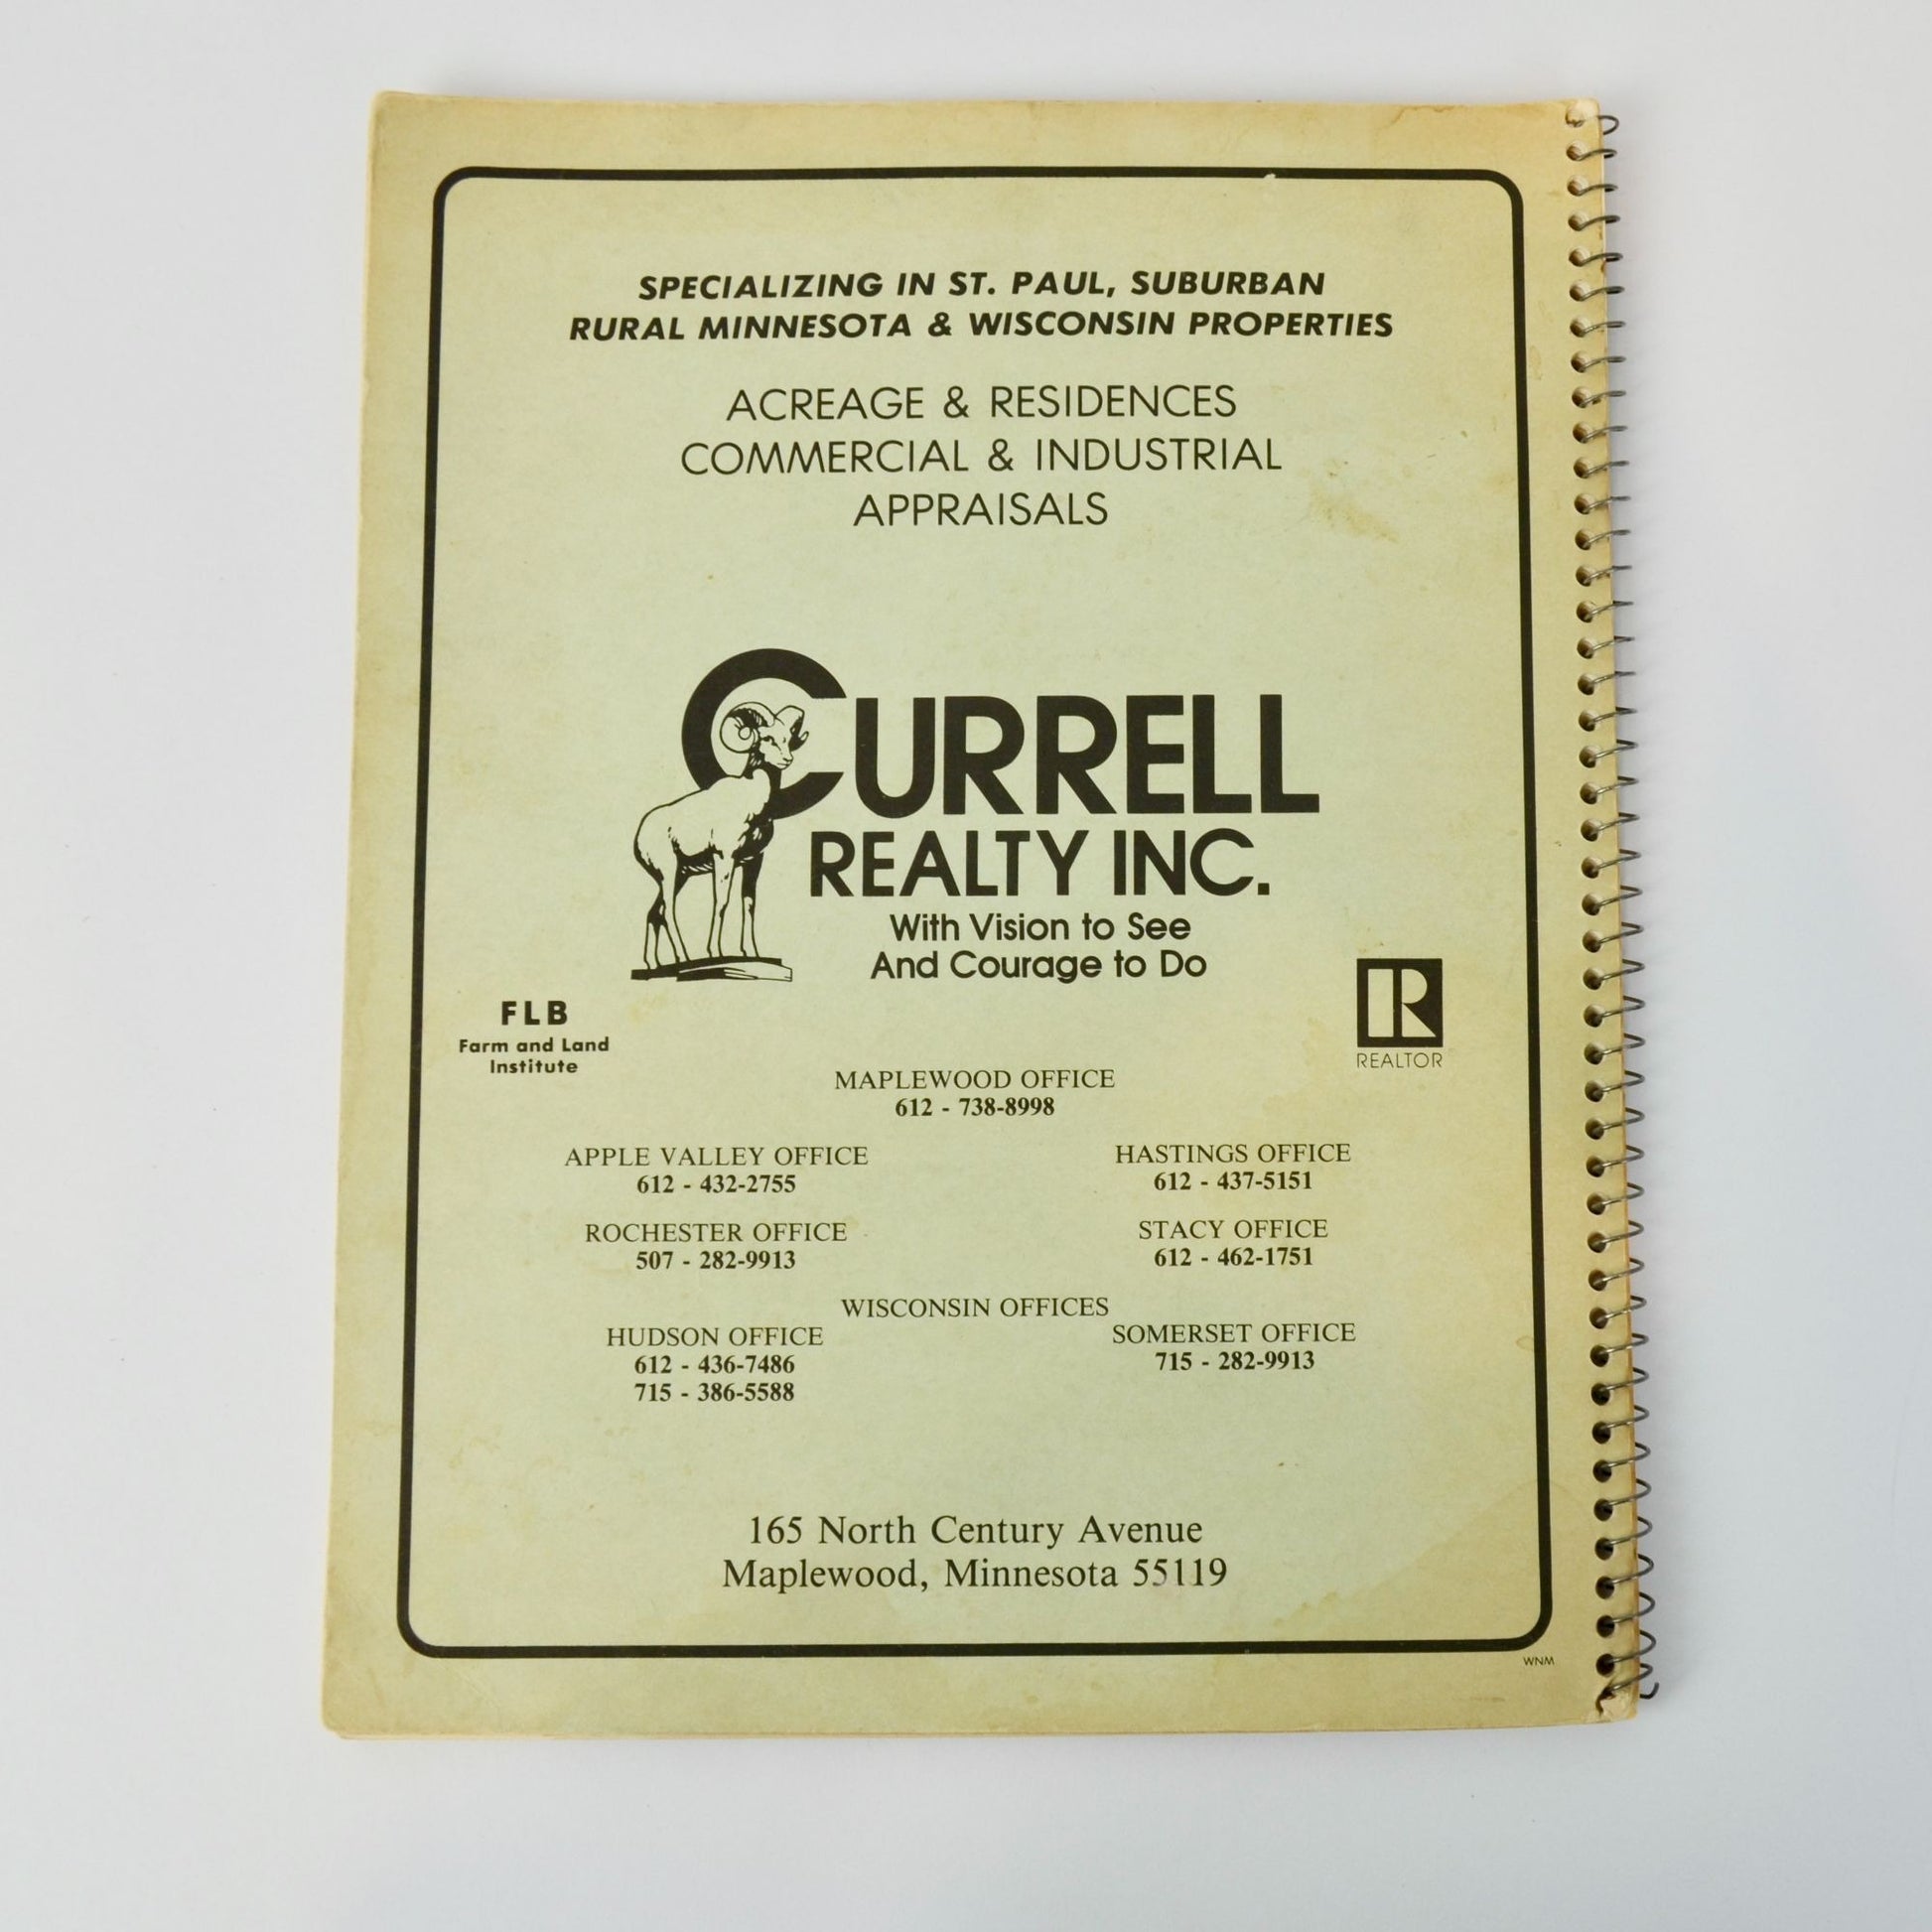 SPECIALIZING IN ST. PAUL, SUBURBAN
RURAL MINNESOTA & WISCONSIN PROPERTIES
ACREAGE & RESIDENCES
COMMERCIAL & INDUSTRIAL
APPRAISALS
CURRELL
REALTY INC.
With Vision to See
And Courage to Do
FLB
Farm and Land
Institute
R
REALTOR
MAPLEWOOD OFFICE
612 - 738-8998
APPLE VALLEY OFFICE
612 - 432-2755
HASTINGS OFFICE
612 - 437-5151
ROCHESTER OFFICE
507 - 282-9913
STACY OFFICE
612 - 462-1751
WISCONSIN OFFICES
HUDSON OFFICE
612 - 436-7486
715 - 386-5588
SOMERSET OFFICE
715 - 282-9913
165 North Century Avenue
Maplewood, Minnesota 55119
WNM